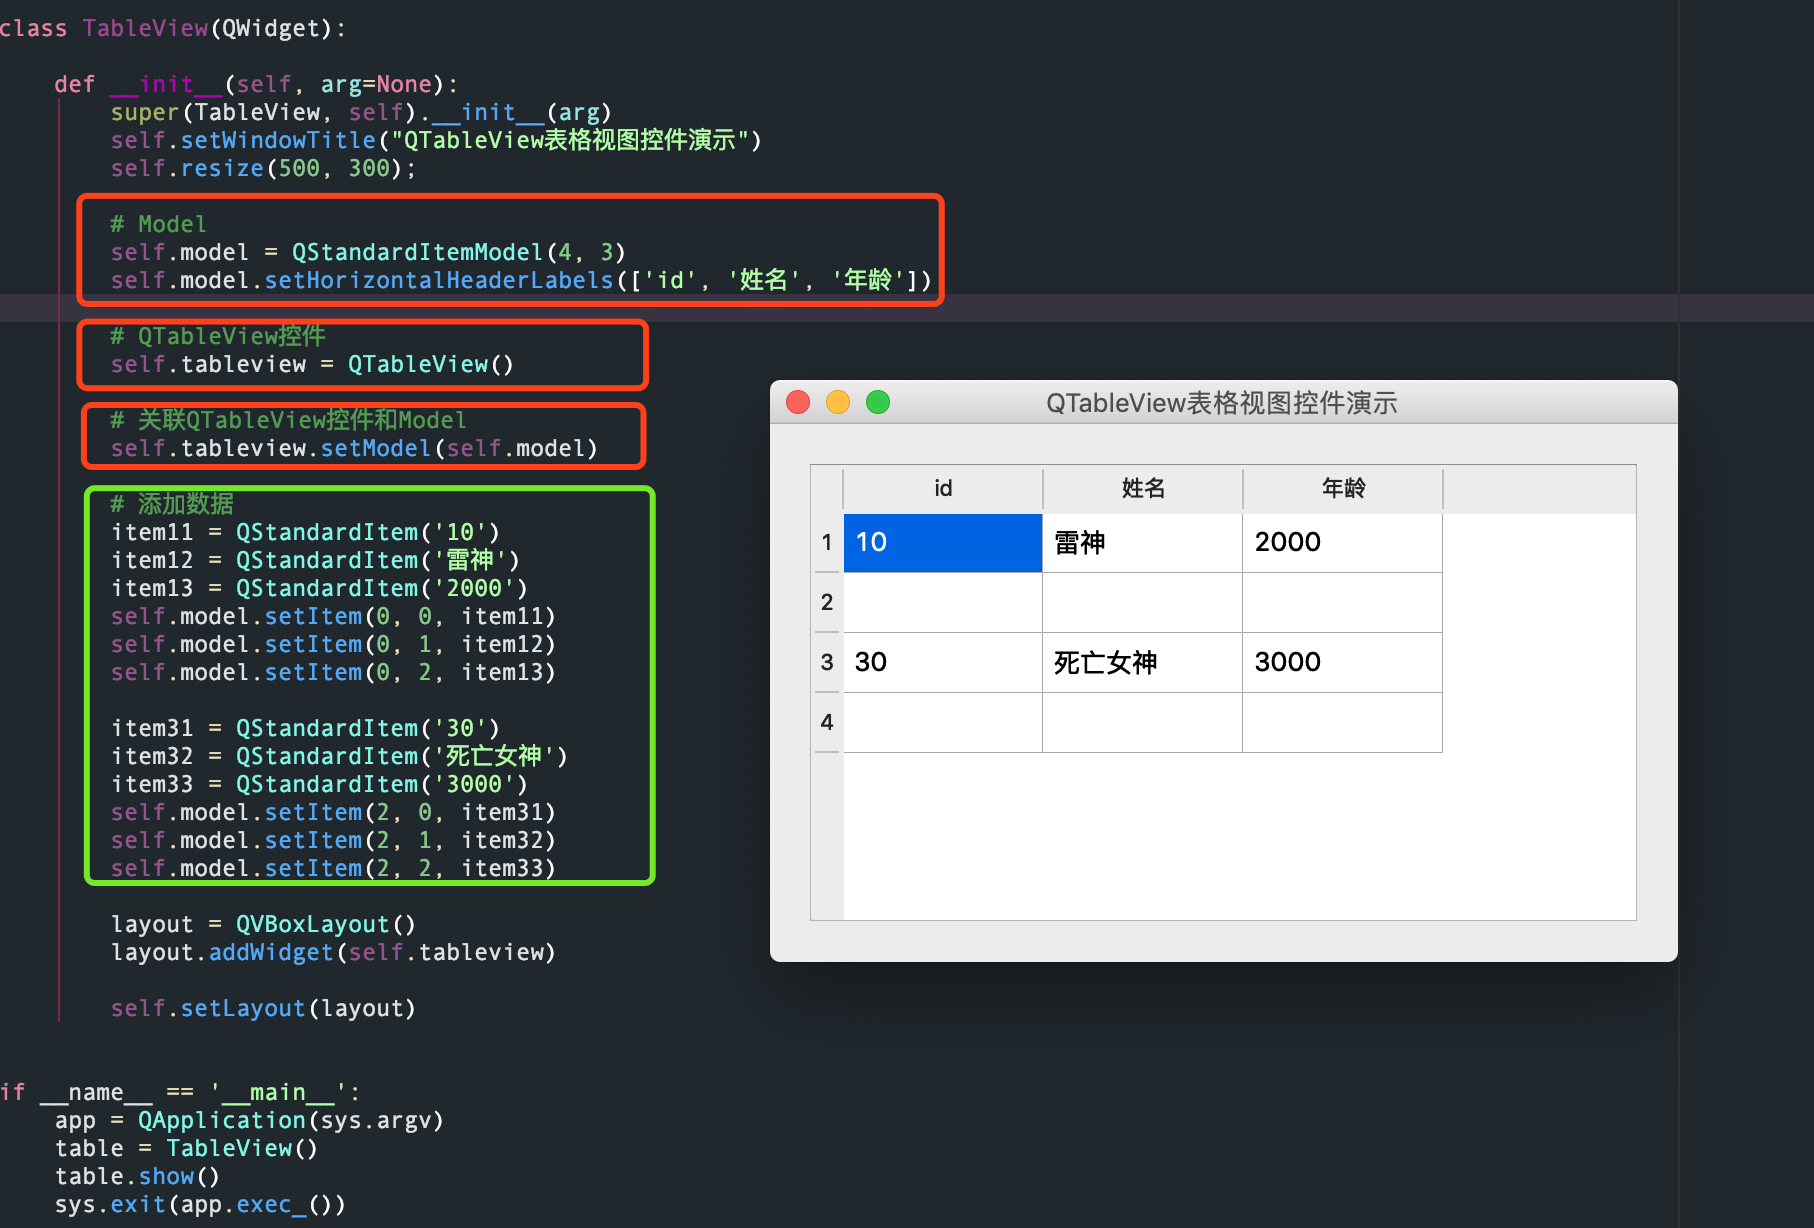 class TableView(QWidget):
def __init__(self, arg=None):
super(TableView, self).__init__(arg)
self.setWindowTitle("QTableView表格视图控件演示")
self.resize(500, 300);
# Model
self.model = QStandardItemModel(4, 3)
self.model.setHorizontalHeaderLabels(['id', '姓名', '年龄'])
# QTableView控件
self.tableview = QTableView()
# 关联QTableView控件和Model
self.tableview.setModel(self.model)
# 添加数据
item11 = QStandardItem('10')
item12 = QStandardItem('雷神')
item13 = QStandardItem('2000')
self.model.setItem(0, 0, item11)
self.model.setItem(0, 1, item12)
self.model.setItem(0, 2, item13)
item31 = QStandardItem('30')
item32 = QStandardItem('死亡女神')
item33 = QStandardItem('3000')
self.model.setItem(2, 0, item31)
self.model.setItem(2, 1, item32)
self.model.setItem(2, 2, item33)
layout = QVBoxLayout()
layout.addWidget(self.tableview)
self.setLayout(layout)
if __name__ == '__main__':
app = QApplication(sys.argv)
table = TableView()
table.show()
sys.exit(app.exec_())
QTableView表格视图控件演示
id 姓名 年龄
1 10 雷神 2000
2
3 30 死亡女神 3000
4